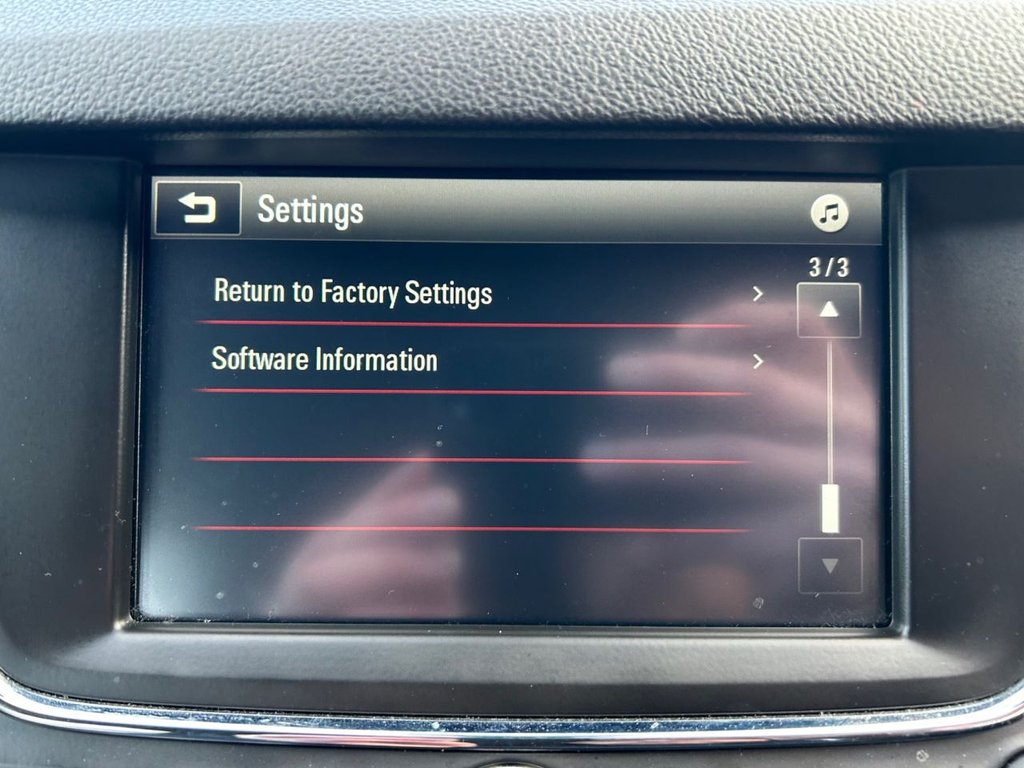 Settings
3/3
Return to Factory Settings
Software Information